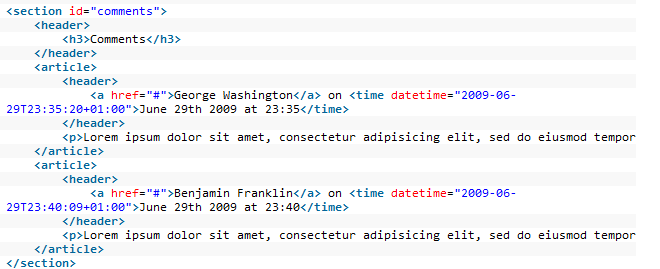 <section id="comments">
    <header>
        <h3>Comments</h3>
    </header>
    <article>
        <header>
            <a href="#">George Washington</a> on <time datetime="2009-06-
29T23:35:20+01:00">June 29th 2009 at 23:35</time>
        </header>
        <p>Lorem ipsum dolor sit amet, consectetur adipisicing elit, sed do eiusmod tempor
    </article>
    <article>
        <header>
            <a href="#">Benjamin Franklin</a> on <time datetime="2009-06-
29T23:40:09+01:00">June 29th 2009 at 23:40</time>
        </header>
        <p>Lorem ipsum dolor sit amet, consectetur adipisicing elit, sed do eiusmod tempor
    </article>
</section>